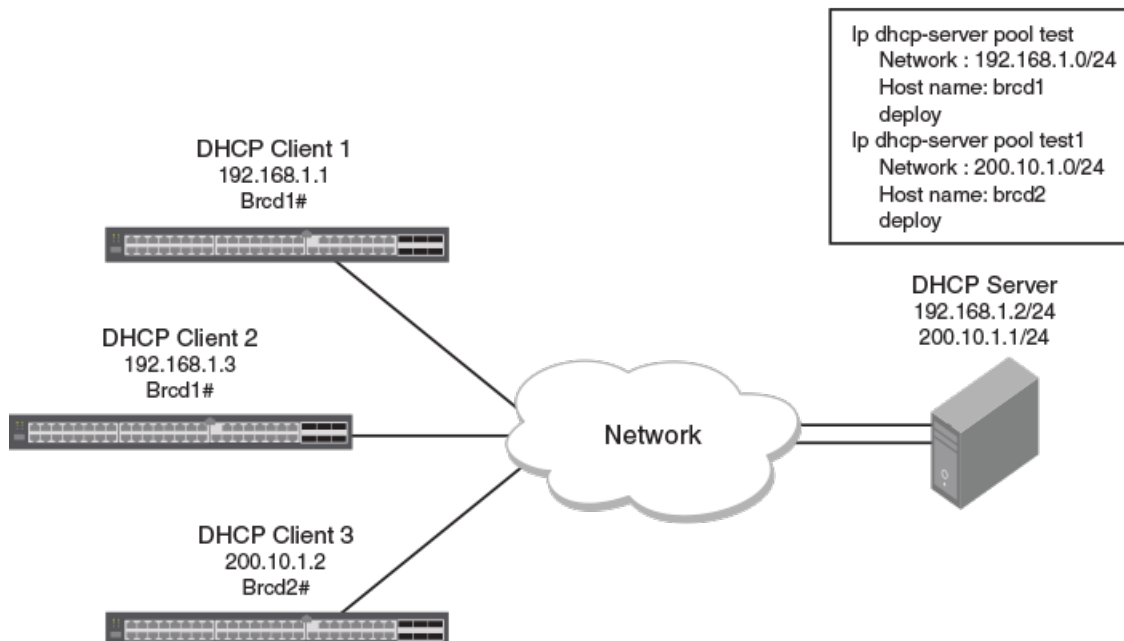 Ip dhcp-server pool test
Network : 192.168.1.0/24
Host name: brcd1
deploy
Ip dhcp-server pool test1
Network : 200.10.1.0/24
Host name: brcd2
deploy
DHCP Client 1
192.168.1.1
Brcd1#
DHCP Server
192.168.1.2/24
200.10.1.1/24
DHCP Client 2
192.168.1.3
Brcd1#
Network
DHCP Client 3
200.10.1.2
Brcd2#